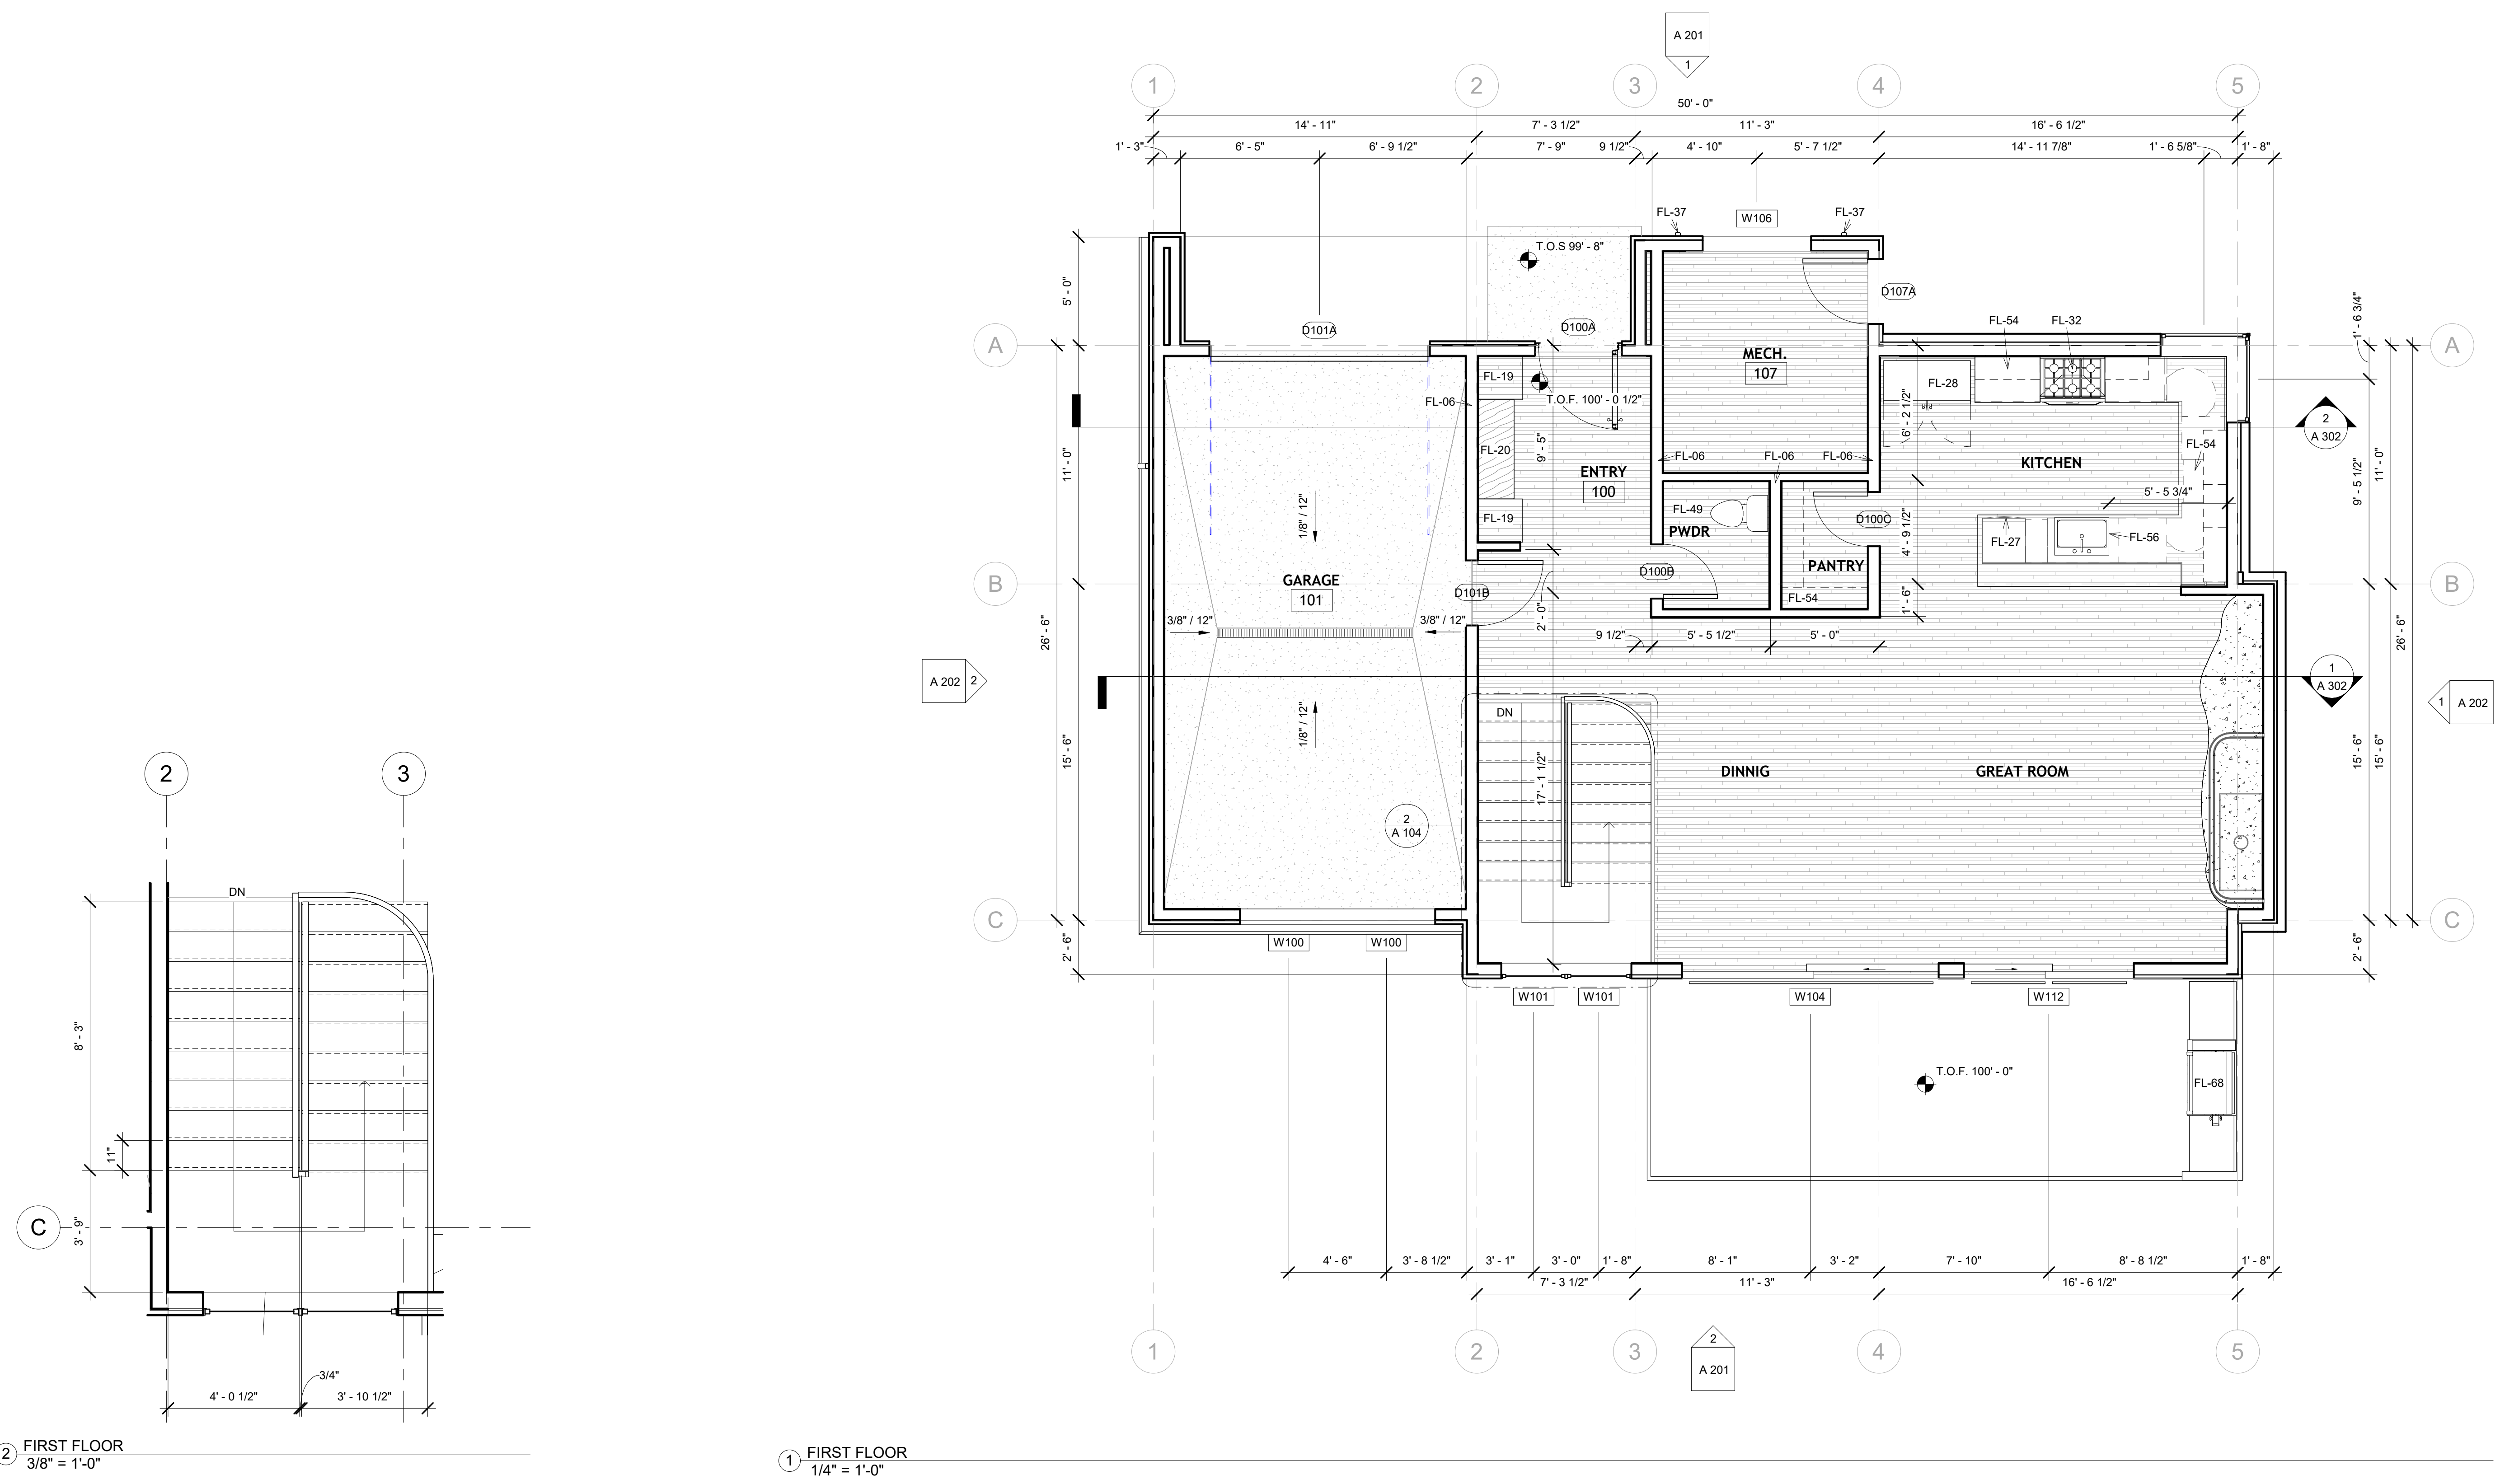 A 201
1
1
2
3
4
5
50' - 0"
14' - 11"
7' - 3 1/2"
11' - 3"
16' - 6 1/2"
1' - 3"
6' - 5"
6' - 9 1/2"
7' - 9"
9 1/2"
4' - 10"
5' - 7 1/2"
14' - 11 7/8"
1' - 6 5/8"
1' - 8"
FL-37
W106
FL-37
T.O.S 99' - 8"
5' - 0"
D107A
1' - 6 3/4"
D101A
D100A
FL-54
FL-32
A
A
MECH.
107
FL-19
FL-28
FL-06
T.O.F. 100' - 0 1/2"
6' - 2 1/2"
2
A 302
9' - 5"
FL-20
FL-54
11' - 0"
FL-06
FL-06
FL-06
KITCHEN
9' - 5 1/2"
11' - 0"
ENTRY
100
5' - 5 3/4"
1/8" / 12"
FL-19
FL-49
PWDR
D100C
4' - 9 1/2"
FL-27
FL-56
B
GARAGE
101
D101B
D100B
PANTRY
FL-54
B
1' - 6"
2' - 0"
3/8" / 12"
3/8" / 12"
26' - 6"
9 1/2"
5' - 5 1/2"
5' - 0"
26' - 6"
A 202
2
1
A 302
1
A 202
DN
1/8" / 12"
15' - 6"
17' - 1 1/2"
DINNIG
GREAT ROOM
15' - 6"
15' - 6"
2
A 104
C
C
2' - 6"
W100
W100
2' - 6"
W101
W101
W104
W112
T.O.F. 100' - 0"
FL-68
4' - 6"
3' - 8 1/2"
3' - 1"
3' - 0"
1' - 8"
8' - 1"
3' - 2"
7' - 10"
8' - 8 1/2"
1' - 8"
7' - 3 1/2"
11' - 3"
16' - 6 1/2"
1
2
3
4
5
2
A 201
2
3
DN
8' - 3"
11"
C
3' - 9"
3/4"
4' - 0 1/2"
3' - 10 1/2"
2
FIRST FLOOR
3/8" = 1'-0"
1
FIRST FLOOR
1/4" = 1'-0"